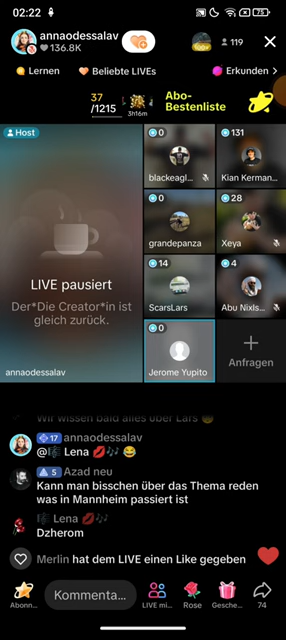 02:22
75
annaodessalav
136.8K
119
Lernen
Beliebte LIVEs
Erkunden >
37
/1215
3h16m
Abo-
Bestenliste
Host
0
131
blackeagl...
Kian Kerman...
0
28
grandepanza
Xeya
LIVE pausiert
14
4
Der*Die Creator*in ist
gleich zurück.
ScarsLars
Abu Nixls...
0
annaodessalav
Jerome Yupito
Anfragen
Wir wissen bald alles über Lars
17 annaodessalav
@🎼 Lena 💋🎶 😂
5 Azad neu
Kann man bisschen über das Thema reden
was in Mannheim passiert ist
🎼 Lena 💋🎶
Dzherom
Merlin hat dem LIVE einen Like gegeben
Kommenta...
Abonn...
LIVE mi...
Rose
Gesche...
74